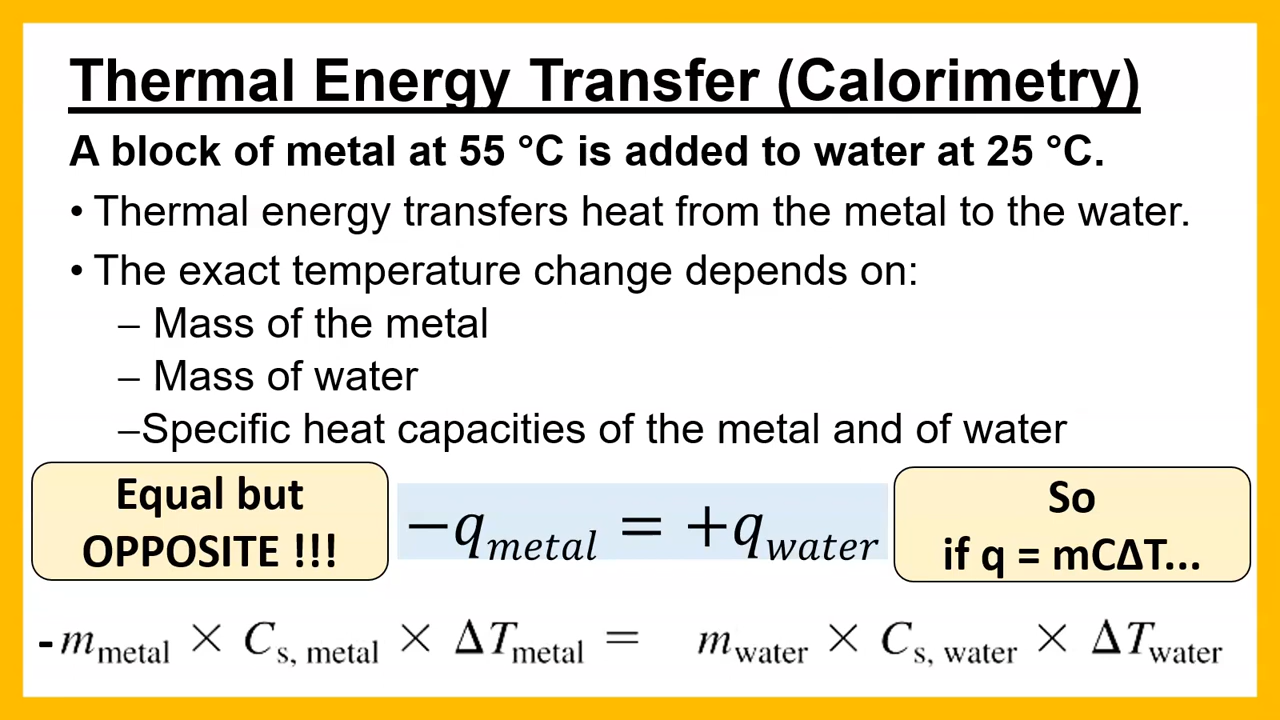 Thermal Energy Transfer (Calorimetry)
A block of metal at 55 °C is added to water at 25 °C.
• Thermal energy transfers heat from the metal to the water.
• The exact temperature change depends on:
– Mass of the metal
– Mass of water
–Specific heat capacities of the metal and of water
Equal but
OPPOSITE !!!
−q_metal = +q_water
So
if q = mCΔT...
-m_metal × C_s, metal × ΔT_metal = m_water × C_s, water × ΔT_water